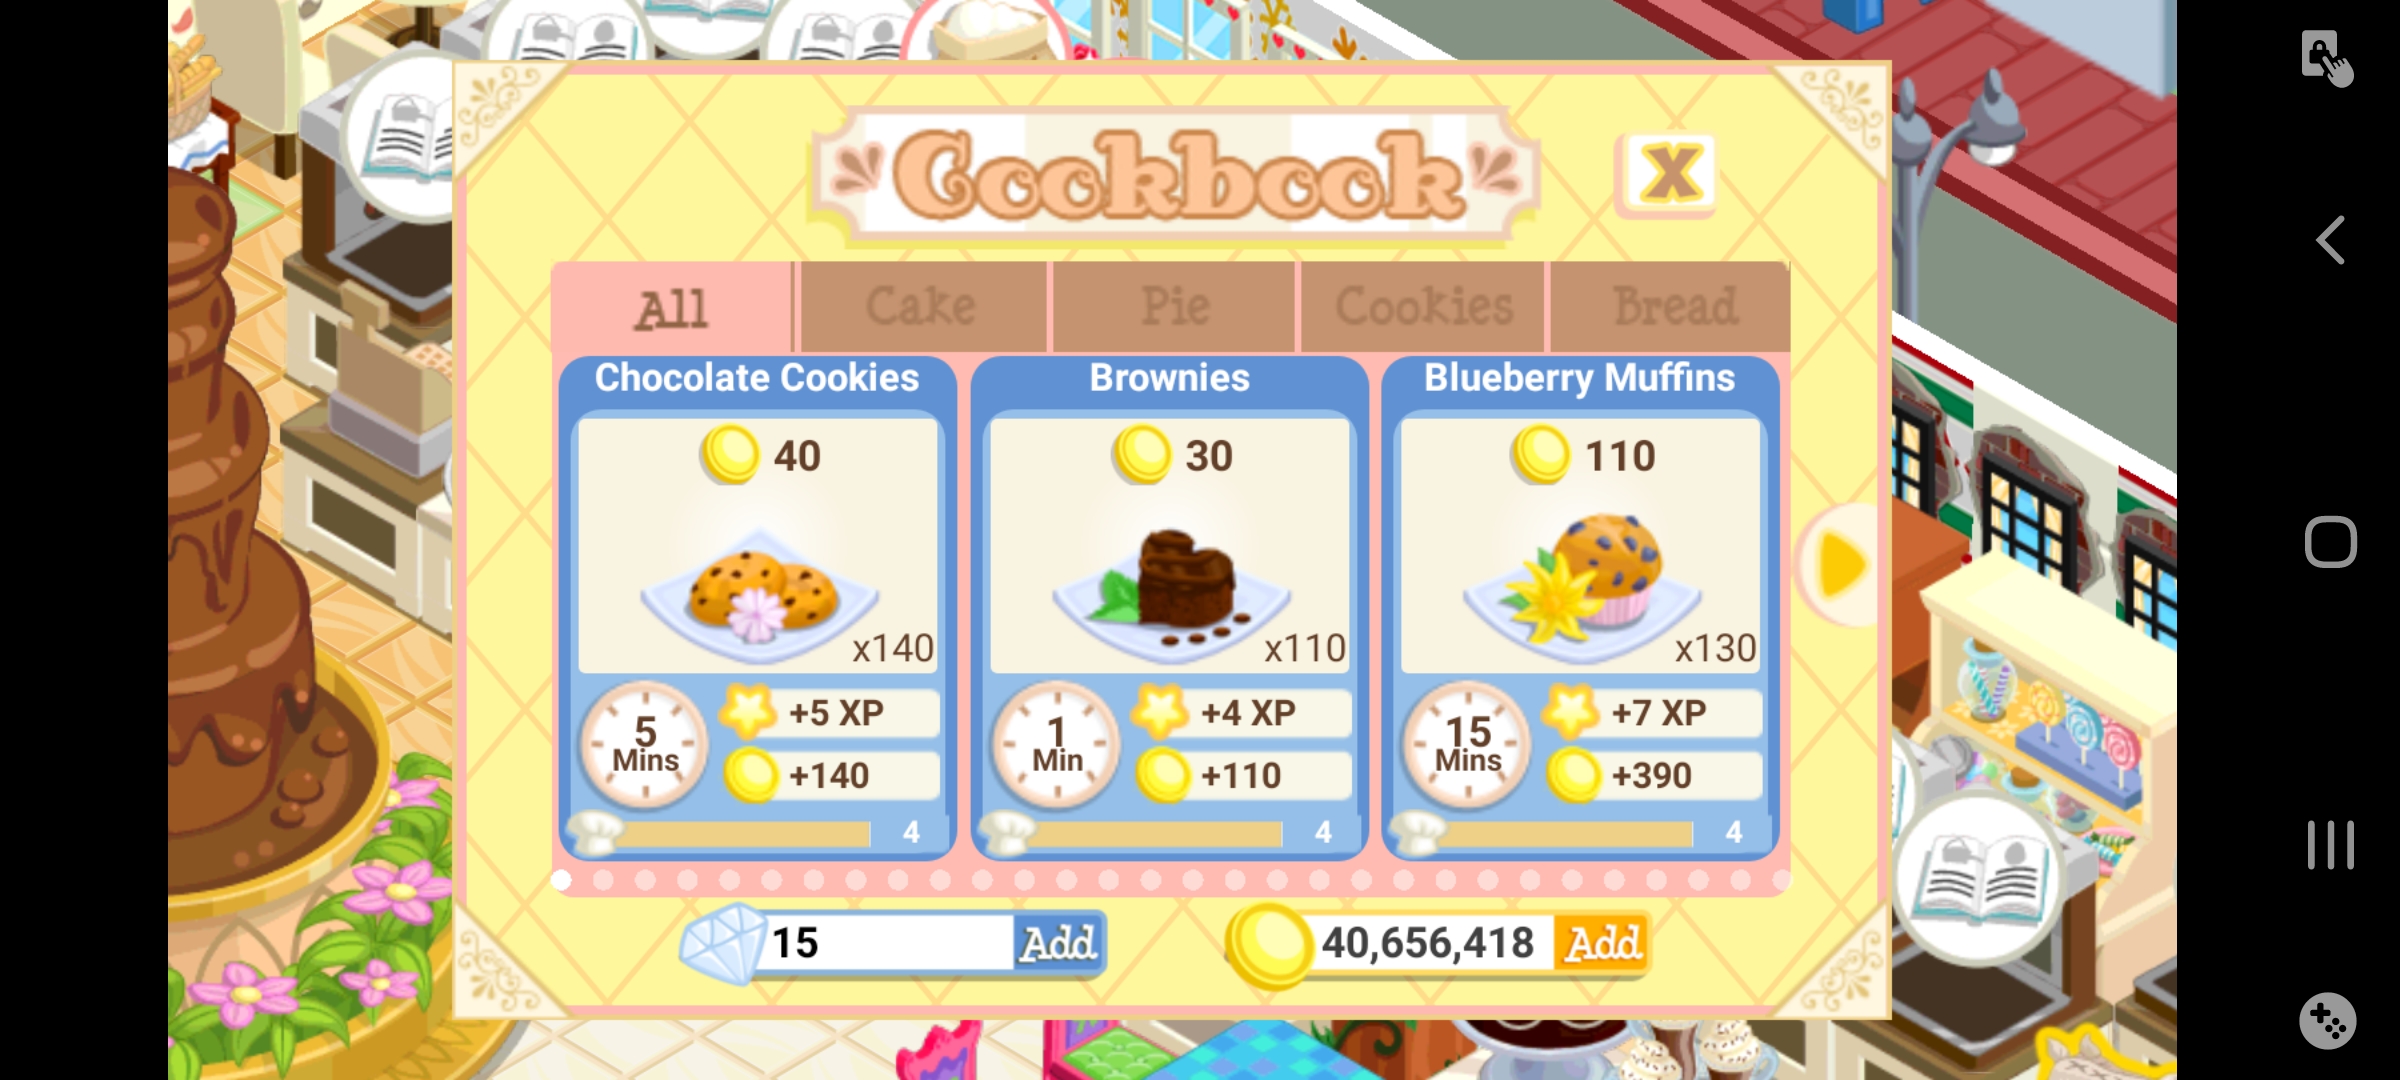 Cookbook
X
All
Cake
Pie
Cookies
Bread
Chocolate Cookies
40
x140
5
Mins
+5 XP
+140
4
Brownies
30
x110
1
Min
+4 XP
+110
4
Blueberry Muffins
110
x130
15
Mins
+7 XP
+390
4
15
Add
40,656,418
Add